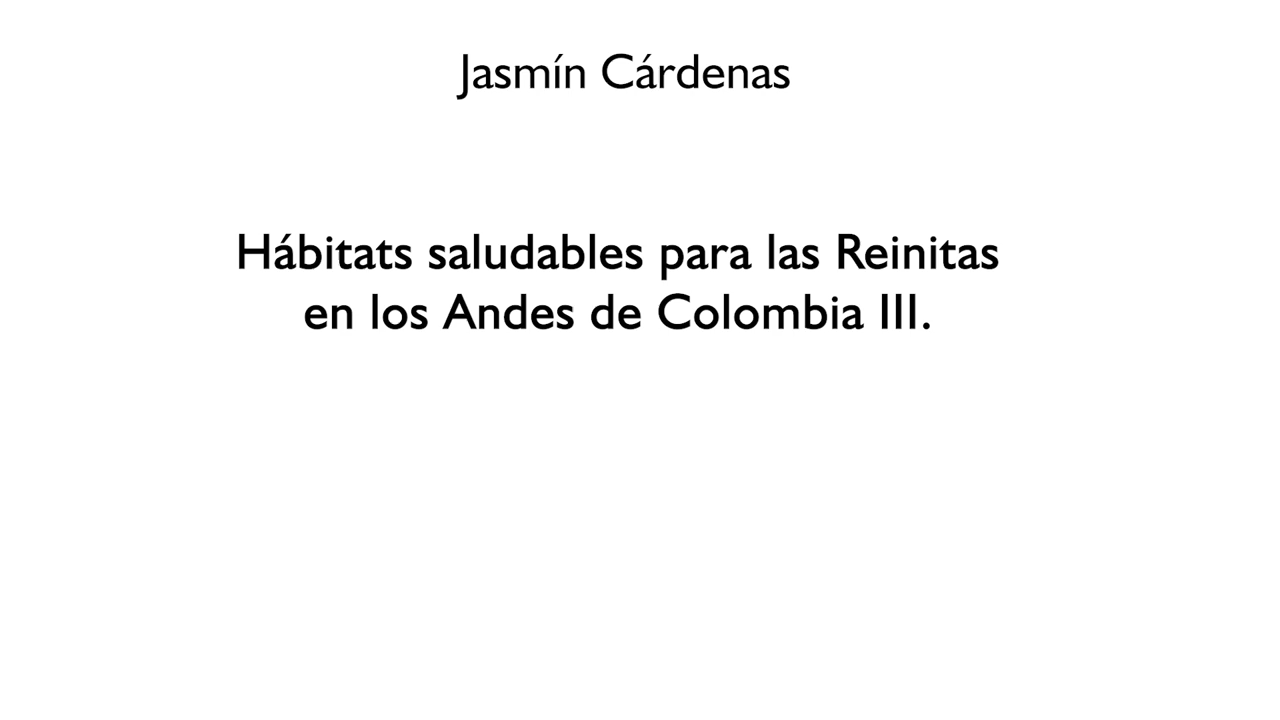 Jasmín Cárdenas
Hábitats saludables para las Reinitas
en los Andes de Colombia III.